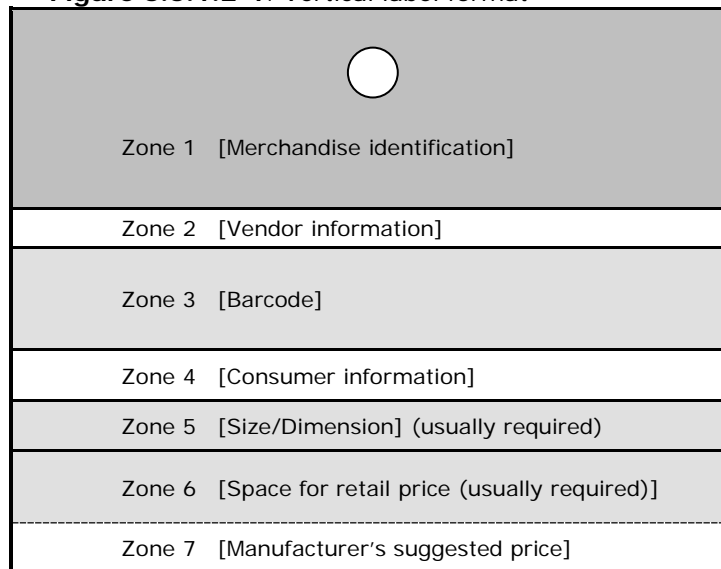 Vertical label format
Zone 1 [Merchandise identification]
Zone 2 [Vendor information]
Zone 3 [Barcode]
Zone 4 [Consumer information]
Zone 5 [Size/Dimension] (usually required)
Zone 6 [Space for retail price (usually required)]
Zone 7 [Manufacturer's suggested price]